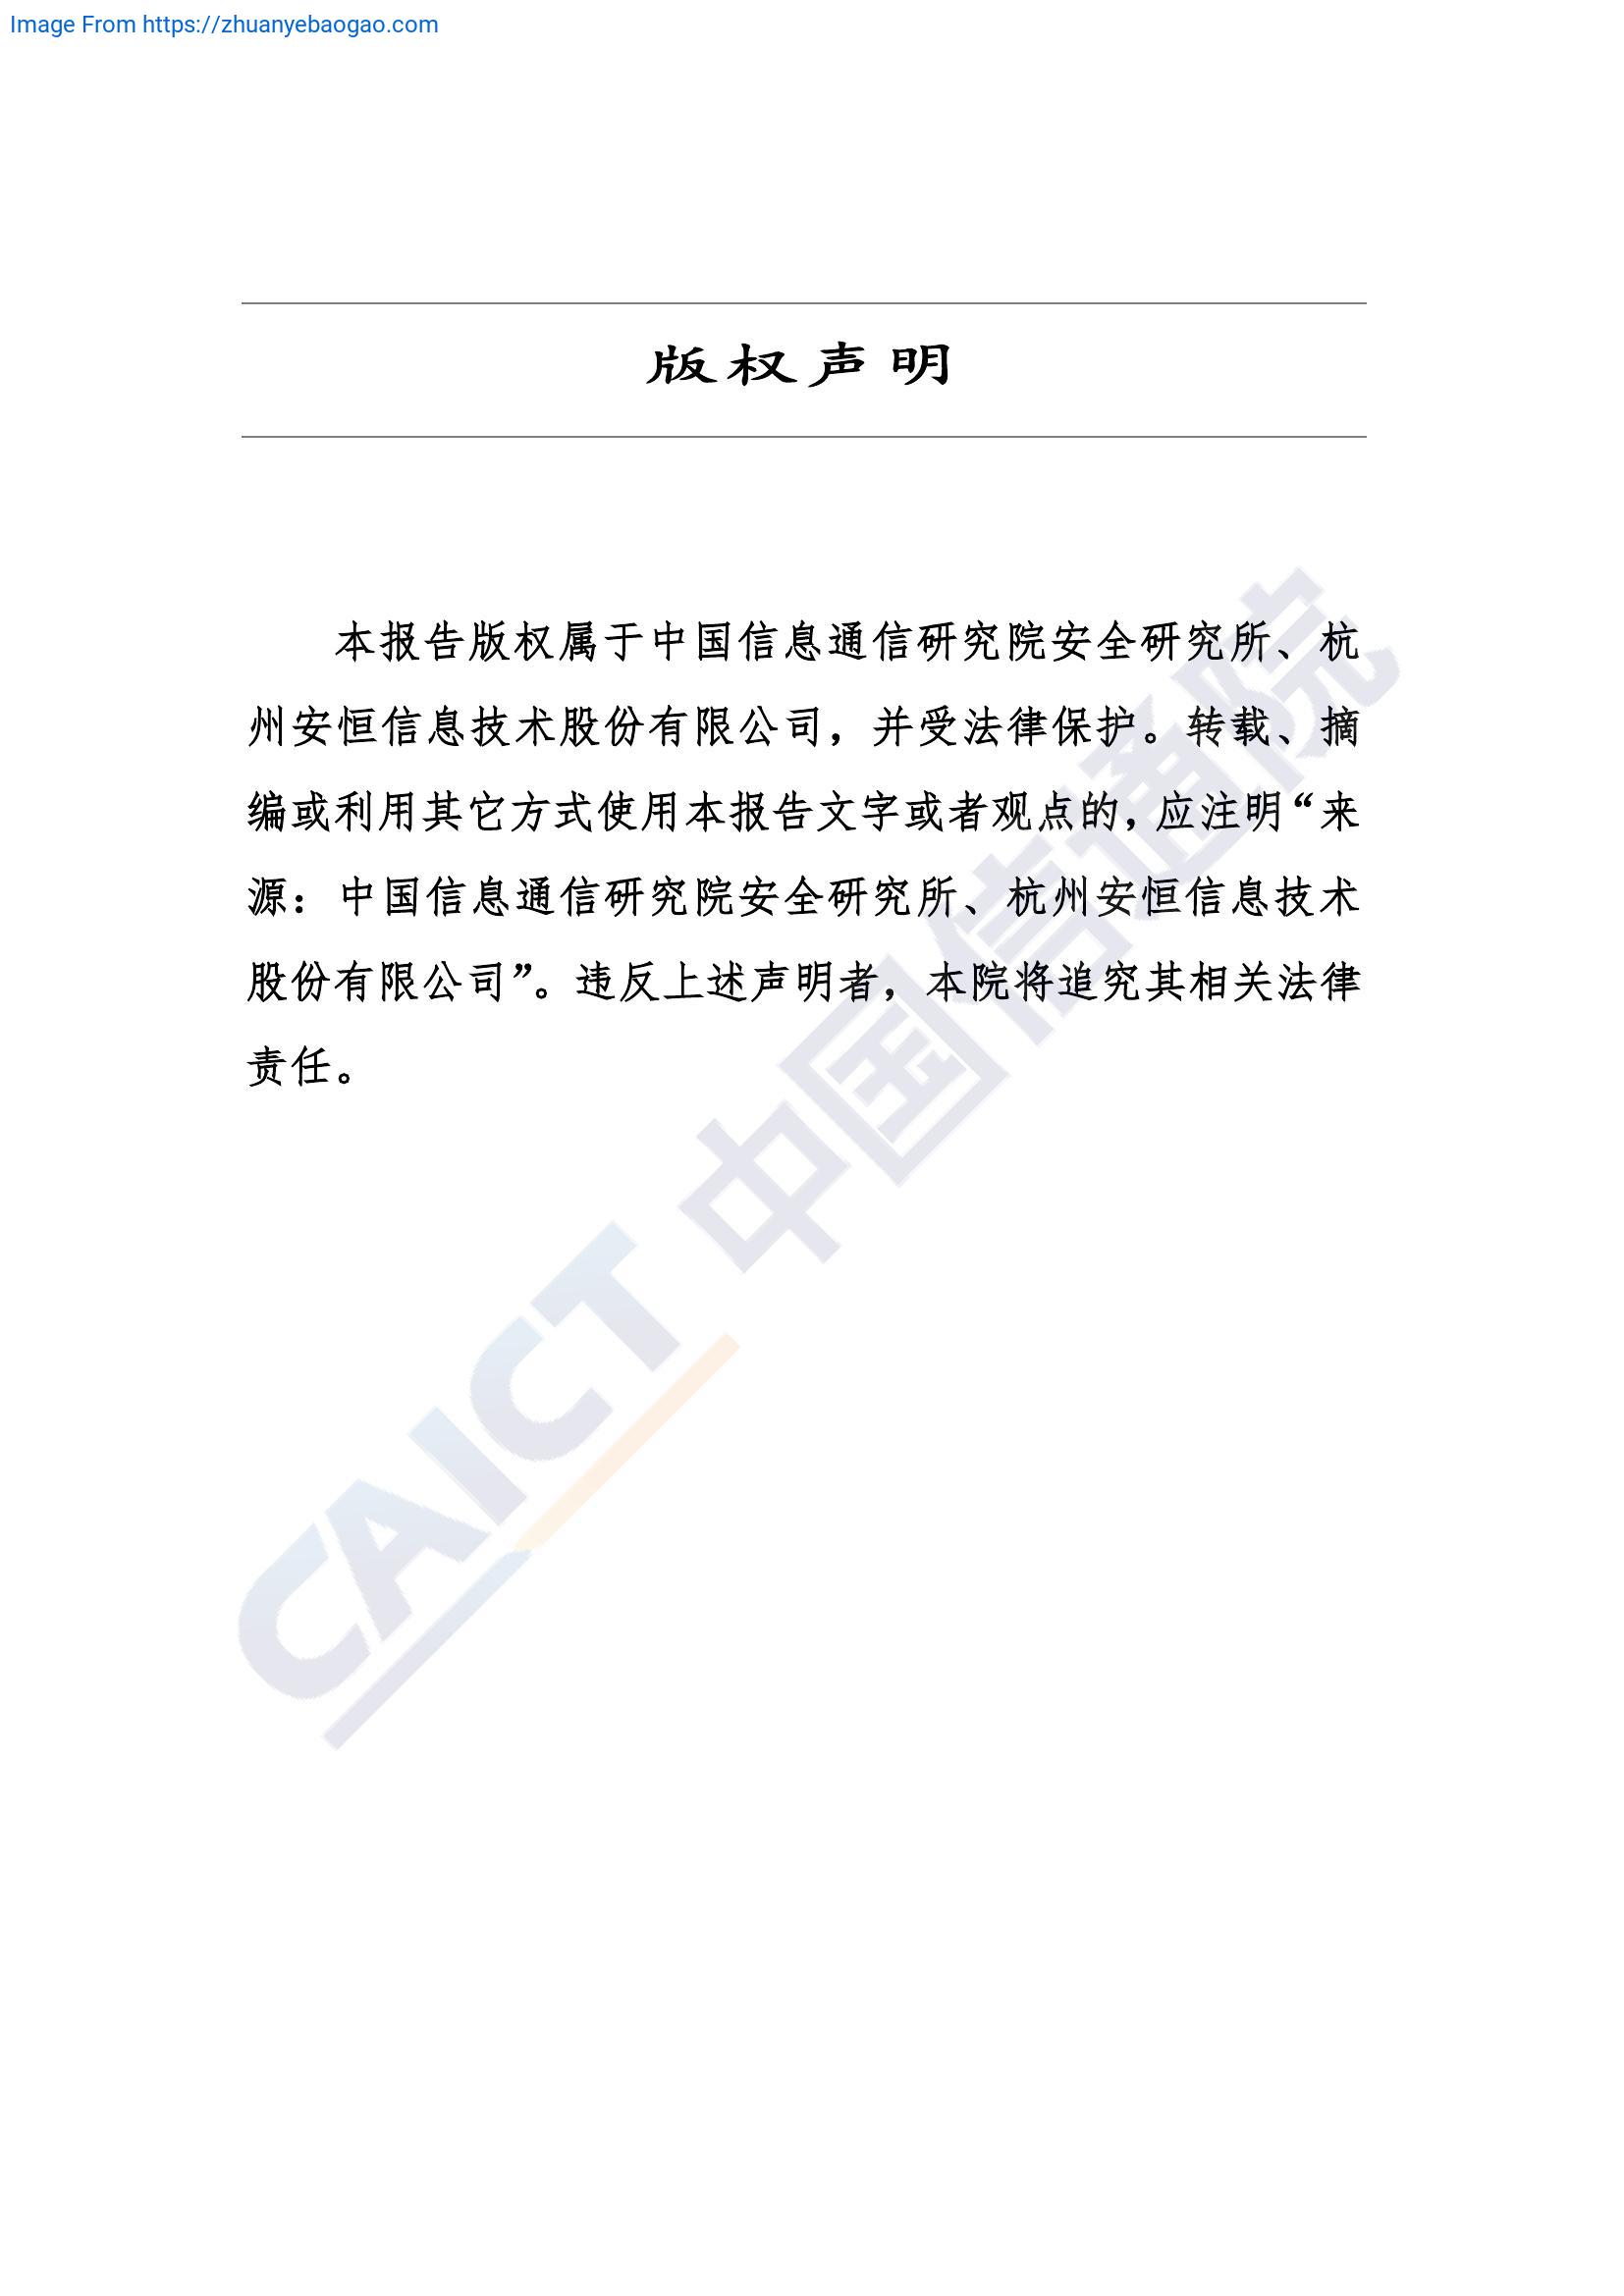 Image From https://zhuanyebaogao.com
版权声明
本报告版权属于中国信息通信研究院安全研究所、杭
州安恒信息技术股份有限公司，并受法律保护。转载、摘
编或利用其它方式使用本报告文字或者观点的，应注明“来
源：中国信息通信研究院安全研究所、杭州安恒信息技术
股份有限公司”。违反上述声明者，本院将追究其相关法律
责任。
CAICT 中国信通院